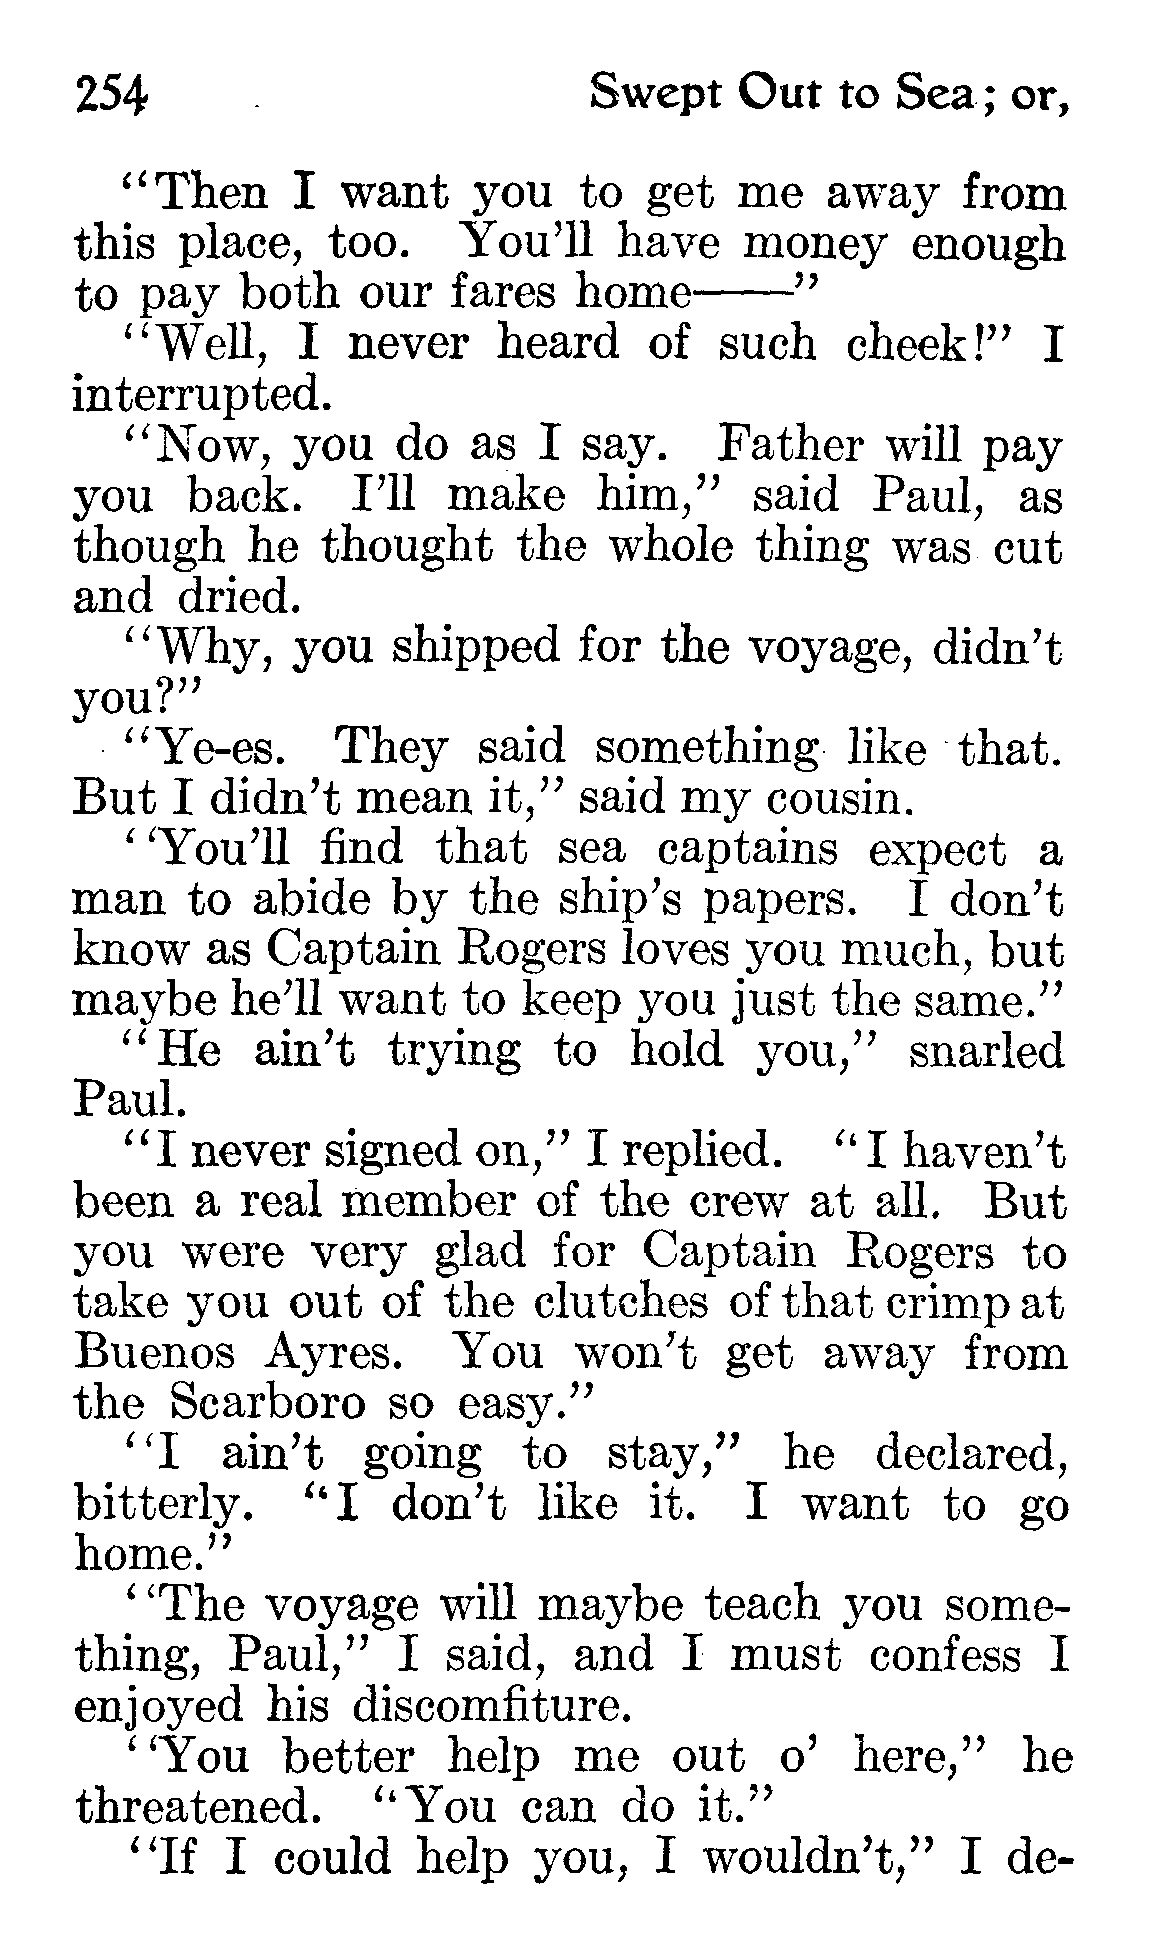 254 Swept Out to Sea; or,
"Then I want you to get me away from
this place, too. You'll have money enough
to pay both our fares home——"
"Well, I never heard of such cheek!" I
interrupted.
"Now, you do as I say. Father will pay
you back. I'll make him," said Paul, as
though he thought the whole thing was cut
and dried.
"Why, you shipped for the voyage, didn't
you?"
"Ye-es. They said something like that.
But I didn't mean it," said my cousin.
"You'll find that sea captains expect a
man to abide by the ship's papers. I don't
know as Captain Rogers loves you much, but
maybe he'll want to keep you just the same."
"He ain't trying to hold you," snarled
Paul.
"I never signed on," I replied. "I haven't
been a real member of the crew at all. But
you were very glad for Captain Rogers to
take you out of the clutches of that crimp at
Buenos Ayres. You won't get away from
the Scarboro so easy."
"I ain't going to stay," he declared,
bitterly. "I don't like it. I want to go
home."
"The voyage will maybe teach you some-
thing, Paul," I said, and I must confess I
enjoyed his discomfiture.
"You better help me out o' here," he
threatened. "You can do it."
"If I could help you, I wouldn't," I de-